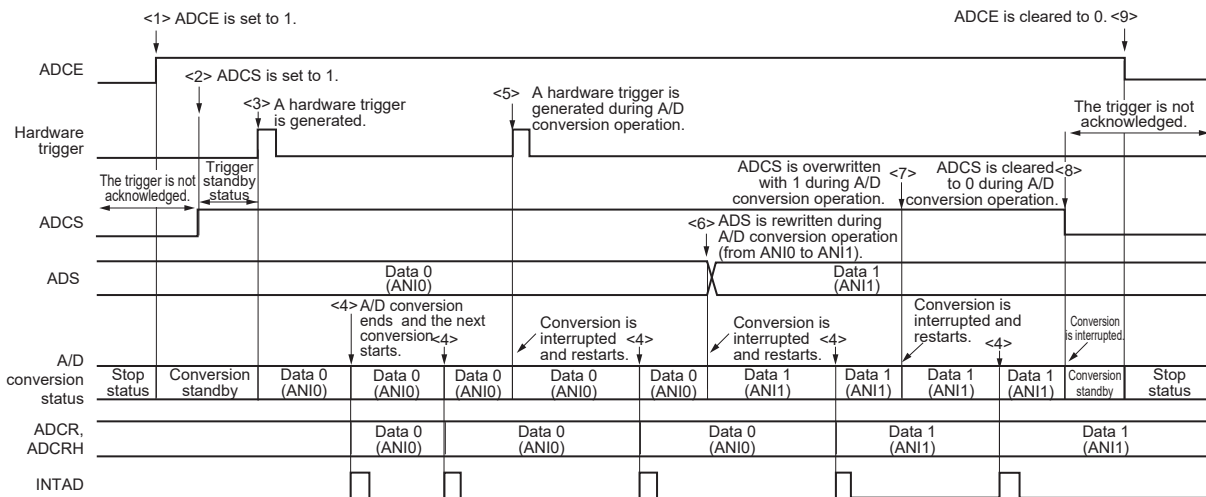 <1> ADCE is set to 1.
ADCE is cleared to 0. <9>
ADCE
<2> ADCS is set to 1.
<3> A hardware trigger
is generated.
<5> A hardware trigger is
generated during A/D
conversion operation.
The trigger is not
acknowledged.
Hardware
trigger
The trigger is not
acknowledged.
Trigger
standby
status
ADCS is overwritten
with 1 during A/D
conversion operation.
<7>
ADCS is cleared
to 0 during A/D
conversion operation.
<8>
ADCS
<6> ADS is rewritten during
A/D conversion operation
(from ANI0 to ANI1).
ADS
Data 0
(ANI0)
Data 1
(ANI1)
<4> A/D conversion
ends and the next
conversion
starts.
<4>
Conversion is
interrupted
and restarts.
<4>
Conversion is
interrupted
and restarts.
<4>
Conversion is
interrupted and
restarts.
<4>
Conversion
is interrupted.
A/D
conversion
status
Stop
status
Conversion
standby
Data 0
(ANI0)
Data 0
(ANI0)
Data 0
(ANI0)
Data 0
(ANI0)
Data 0
(ANI0)
Data 1
(ANI1)
Data 1
(ANI1)
Data 1
(ANI1)
Data 1
(ANI1)
Conversion
standby
Stop
status
ADCR,
ADCRH
Data 0
(ANI0)
Data 0
(ANI0)
Data 0
(ANI0)
Data 1
(ANI1)
Data 1
(ANI1)
INTAD